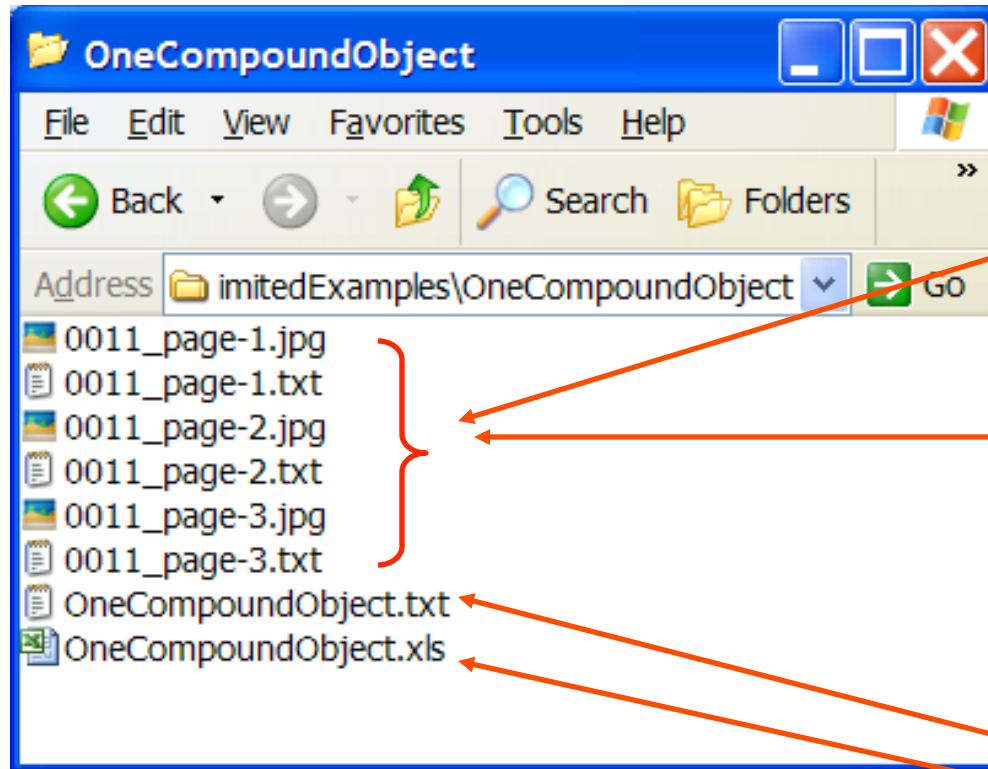 OneCompoundObject
File Edit View Favorites Tools Help
Back Search Folders »
Address imitedExamples\OneCompoundObject Go
0011_page-1.jpg
0011_page-1.txt
0011_page-2.jpg
0011_page-2.txt
0011_page-3.jpg
0011_page-3.txt
OneCompoundObject.txt
OneCompoundObject.xls